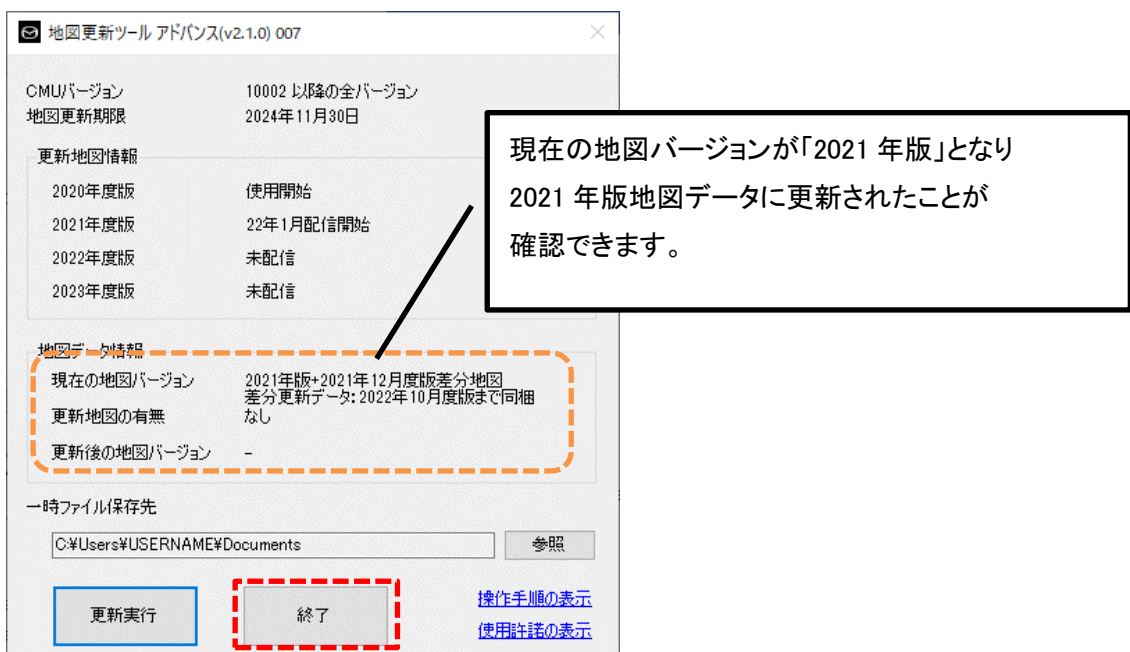 地図更新ツール アドバンス(v2.1.0) 007
CMUバージョン 10002 以降の全バージョン
地図更新期限 2024年11月30日
更新地図情報
2020年度版 使用開始
2021年度版 22年1月配信開始
2022年度版 未配信
2023年度版 未配信
現在の地図バージョンが「2021 年版」となり
2021 年版地図データに更新されたことが
確認できます。
地図データ情報
現在の地図バージョン 2021年版+2021年12月度版差分地図
差分更新データ: 2022年10月度版まで同梱
更新地図の有無 なし
更新後の地図バージョン -
一時ファイル保存先
C:¥Users¥USERNAME¥Documents 参照
更新実行 終了 操作手順の表示
使用許諾の表示